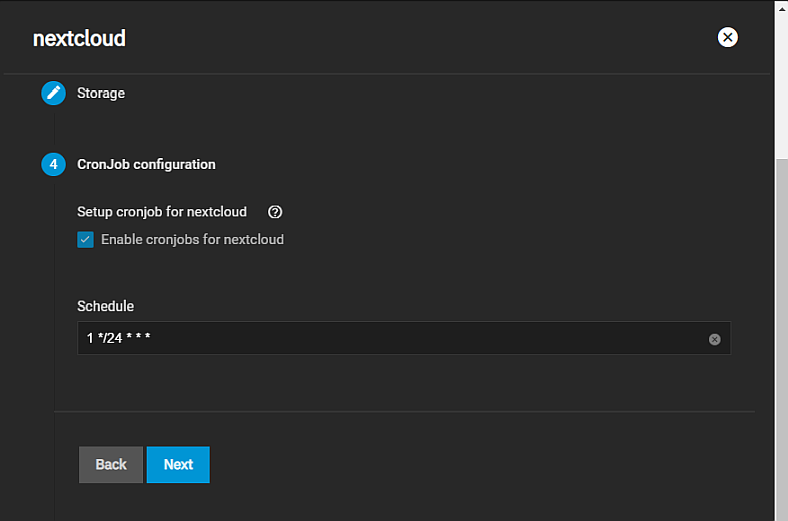 nextcloud
Storage
4 CronJob configuration
Setup cronjob for nextcloud
Enable cronjobs for nextcloud
Schedule
1 */24 * * *
Back Next